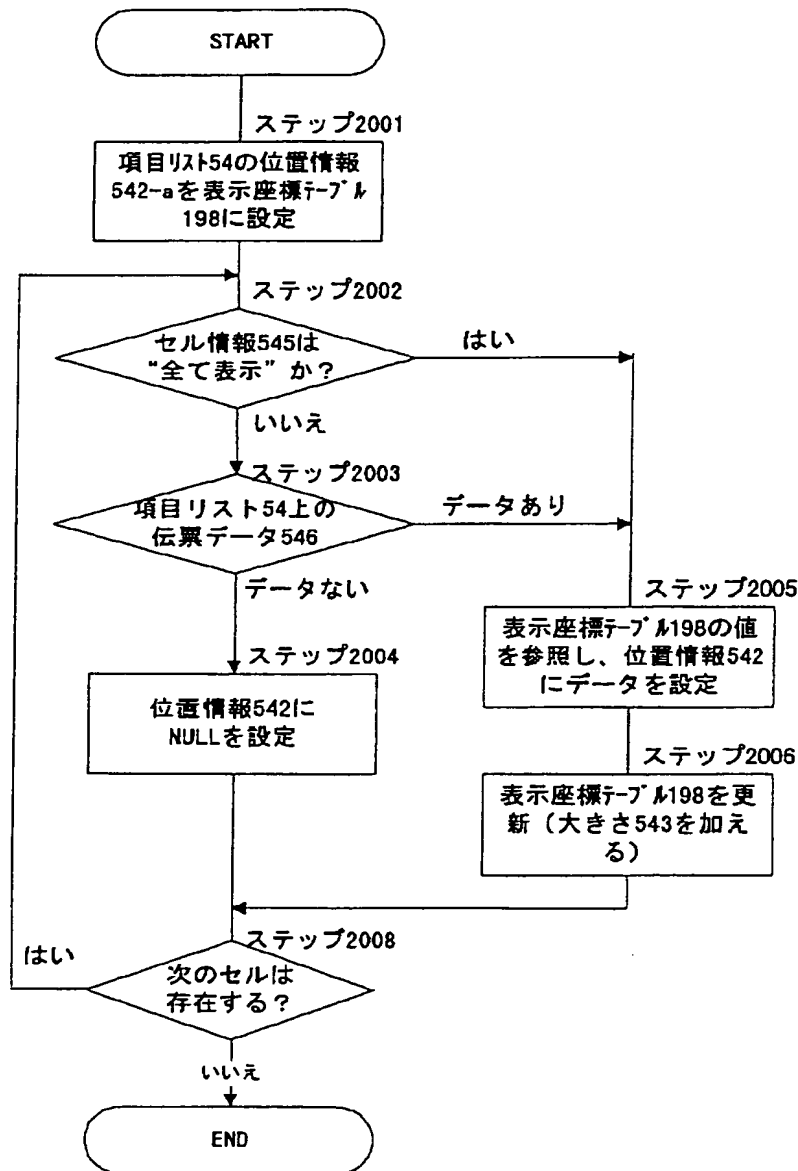 START
ステップ2001
項目リスト54の位置情報
542-aを表示座標テーブル
198に設定
ステップ2002
セル情報545は
“全て表示”か？
はい
いいえ
ステップ2003
項目リスト54上の
伝票データ546
データあり
データない
ステップ2004
位置情報542に
NULLを設定
ステップ2005
表示座標テーブル198の値
を参照し、位置情報542
にデータを設定
ステップ2006
表示座標テーブル198を更
新（大きさ543を加え
る）
ステップ2008
はい
次のセルは
存在する？
いいえ
END